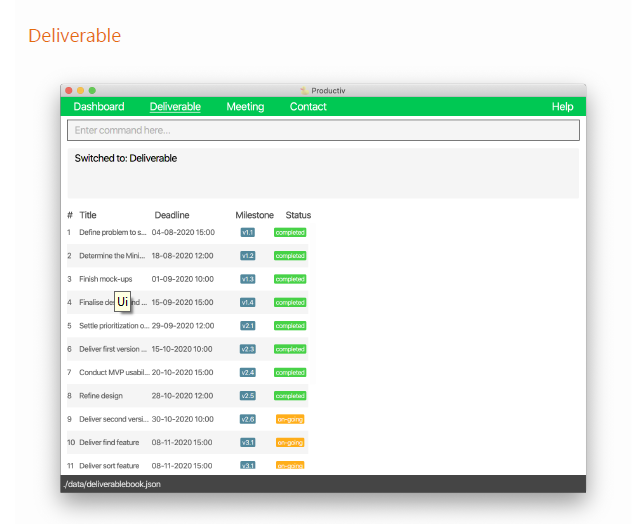 Deliverable
Productiv
Dashboard Deliverable Meeting Contact Help
Enter command here...
Switched to: Deliverable
# Title Deadline Milestone Status
1 Define problem to s... 04-08-2020 15:00 v1.1 completed
2 Determine the Mini... 18-08-2020 12:00 v1.2 completed
3 Finish mock-ups 01-09-2020 10:00 v1.3 completed
4 Finalise ... 15-09-2020 15:00 v1.4 completed
Ui
5 Settle prioritization o... 29-09-2020 12:00 v2.1 completed
6 Deliver first version ... 15-10-2020 10:00 v2.3 completed
7 Conduct MVP usabil... 20-10-2020 15:00 v2.4 completed
8 Refine design 28-10-2020 12:00 v2.5 completed
9 Deliver second versi... 30-10-2020 10:00 v2.6 on-going
10 Deliver find feature 08-11-2020 15:00 v3.1 on-going
11 Deliver sort feature 08-11-2020 15:00 v3.1 on-going
./data/deliverablebook.json